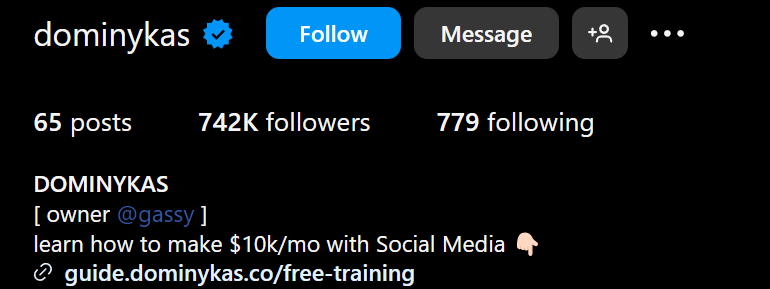 dominykas Follow Message
65 posts 742K followers 779 following
DOMINYKAS
[ owner @gassy ]
learn how to make $10k/mo with Social Media 👇🏻
guide.dominykas.co/free-training